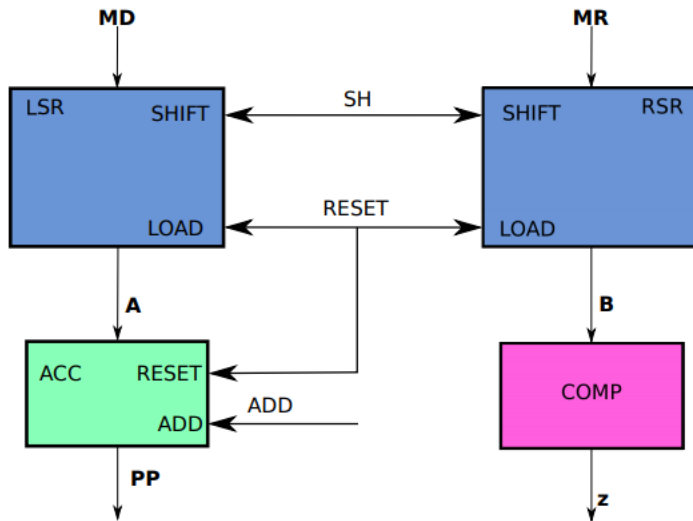 MD
MR
LSR
SHIFT
SH
SHIFT
RSR
RESET
LOAD
LOAD
A
B
ACC
RESET
COMP
ADD
ADD
PP
z